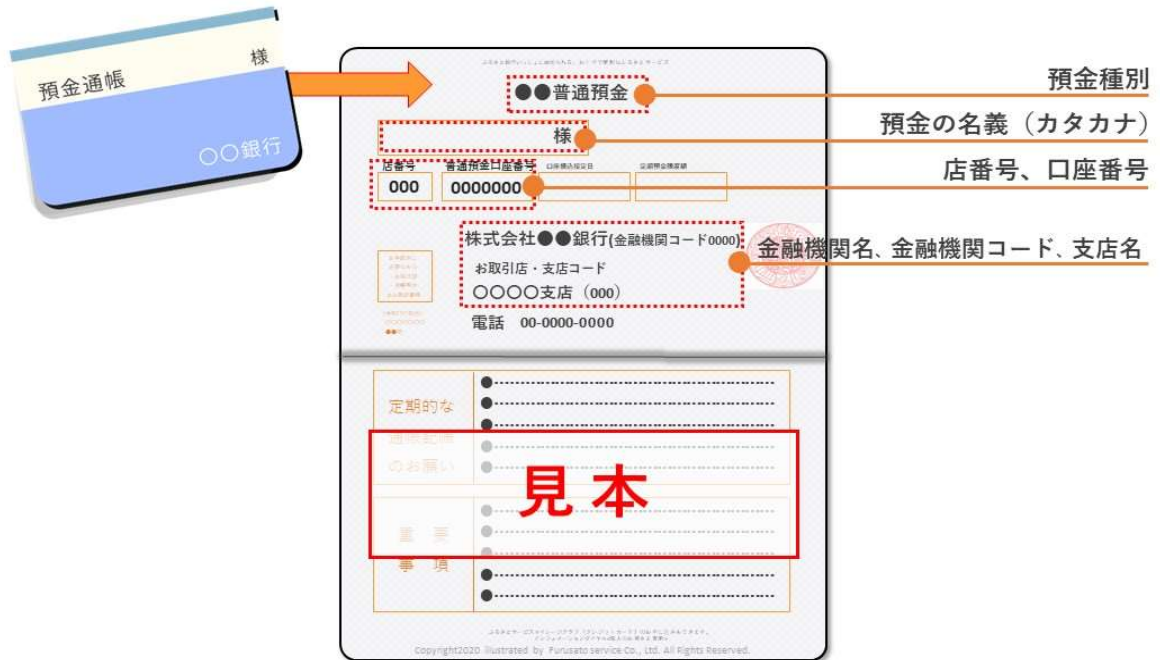 預金通帳
様
〇〇銀行
●●普通預金
様
店番号
普通預金口座番号
000
0000000
株式会社●●銀行(金融機関コード0000)
お取引店・支店コード
〇〇〇〇支店（000）
電話 00-0000-0000
預金種別
預金の名義（カタカナ）
店番号、口座番号
金融機関名、金融機関コード、支店名
定期的な
通帳記帳
のお願い
見本
重 要
事 項
Copyright2020 illustrated by Furusato service Co., Ltd. All Rights Reserved.